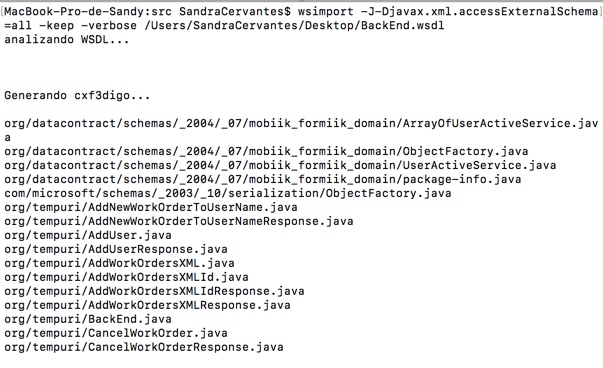 [MacBook-Pro-de-Sandy:src SandraCervantes$ wsimport -J-Djavax.xml.accessExternalSchema]
=all -keep -verbose /Users/SandraCervantes/Desktop/BackEnd.wsdl
analizando WSDL...
Generando cxf3digo...
org/datacontract/schemas/_2004/_07/mobiik_formiik_domain/ArrayOfUserActiveService.jav
a
org/datacontract/schemas/_2004/_07/mobiik_formiik_domain/ObjectFactory.java
org/datacontract/schemas/_2004/_07/mobiik_formiik_domain/UserActiveService.java
org/datacontract/schemas/_2004/_07/mobiik_formiik_domain/package-info.java
com/microsoft/schemas/_2003/_10/serialization/ObjectFactory.java
org/tempuri/AddNewWorkOrderToUserName.java
org/tempuri/AddNewWorkOrderToUserNameResponse.java
org/tempuri/AddUser.java
org/tempuri/AddUserResponse.java
org/tempuri/AddWorkOrdersXML.java
org/tempuri/AddWorkOrdersXMLId.java
org/tempuri/AddWorkOrdersXMLIdResponse.java
org/tempuri/AddWorkOrdersXMLResponse.java
org/tempuri/BackEnd.java
org/tempuri/CancelWorkOrder.java
org/tempuri/CancelWorkOrderResponse.java